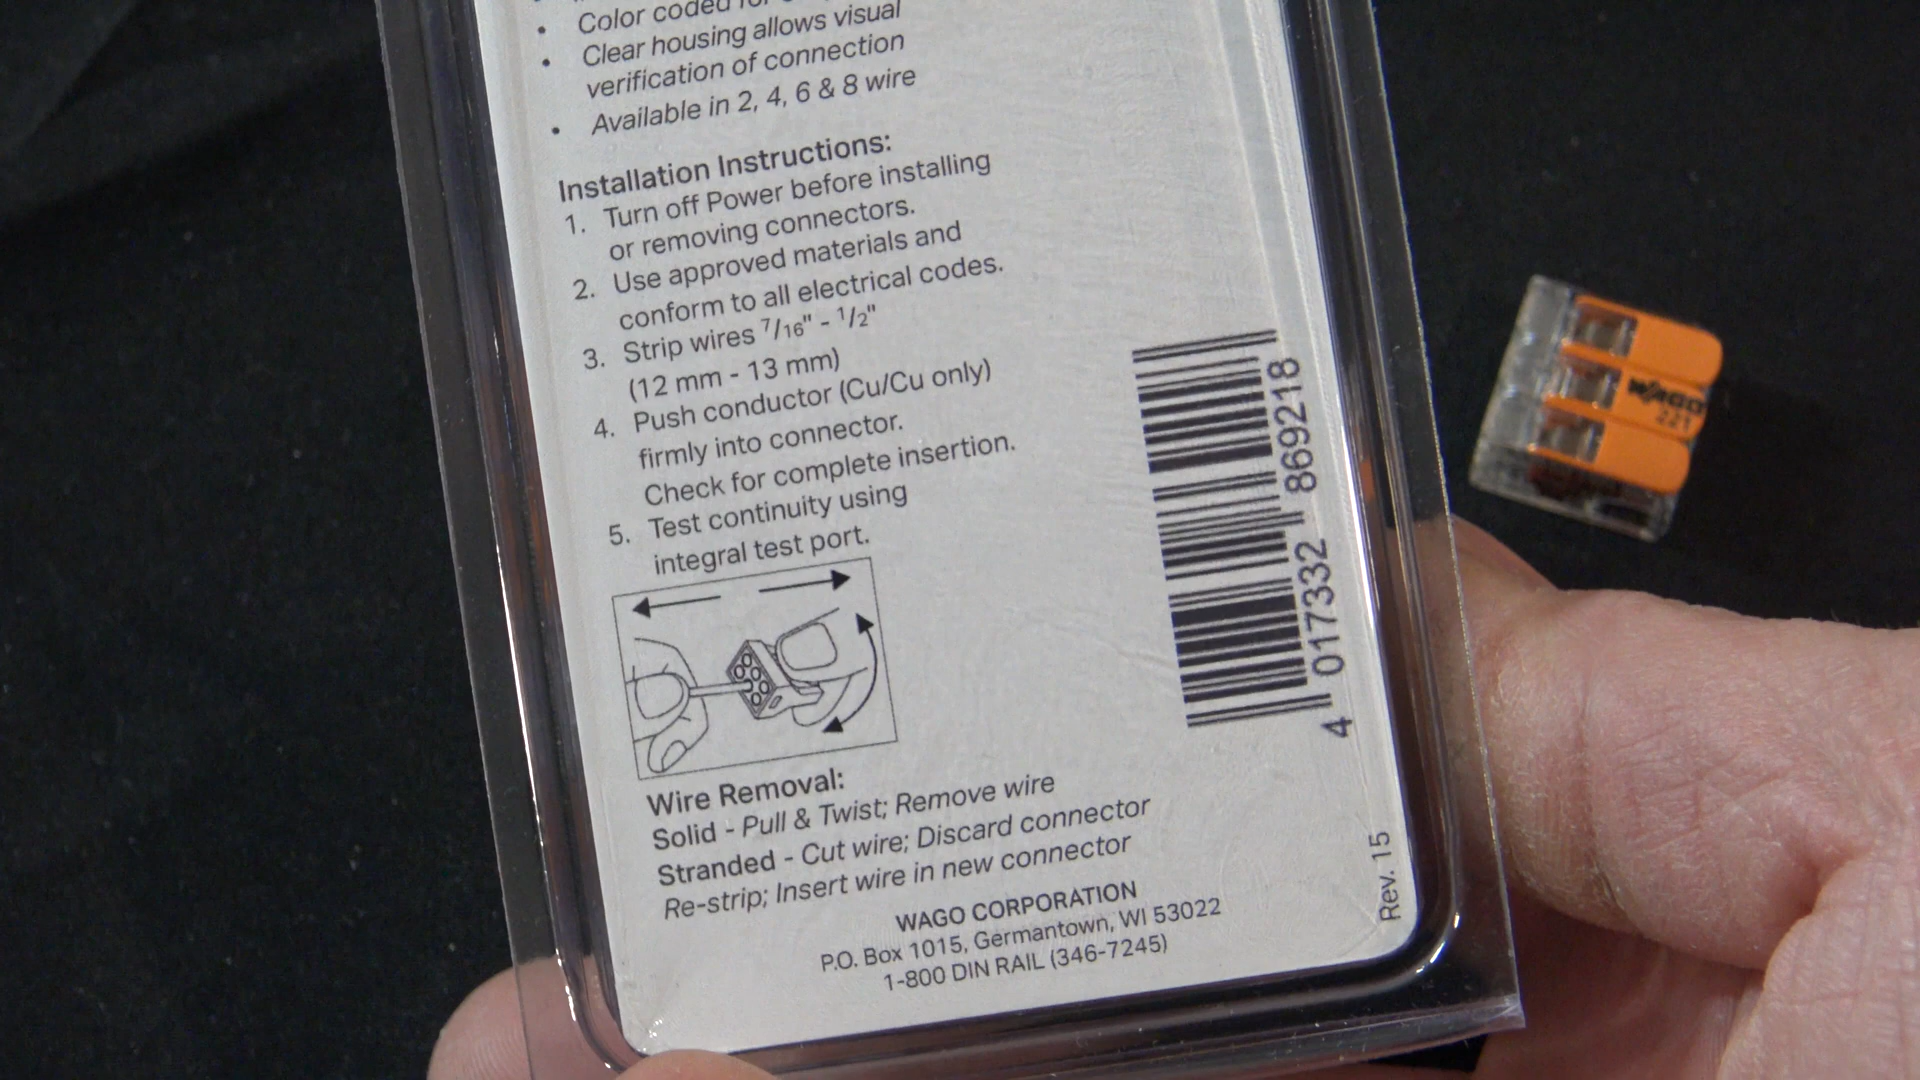 • Color coded for
• Clear housing allows visual
verification of connection
• Available in 2, 4, 6 & 8 wire
Installation Instructions:
1. Turn off Power before installing
or removing connectors.
2. Use approved materials and
conform to all electrical codes.
3. Strip wires 7/16" - 1/2"
(12 mm - 13 mm)
4. Push conductor (Cu/Cu only)
firmly into connector.
Check for complete insertion.
5. Test continuity using
integral test port.
Wire Removal:
Solid - Pull & Twist; Remove wire
Stranded - Cut wire; Discard connector
Re-strip; Insert wire in new connector
WAGO CORPORATION
P.O. Box 1015, Germantown, WI 53022
1-800 DIN RAIL (346-7245)
Rev. 15
4 017332 869218
WAGO
221